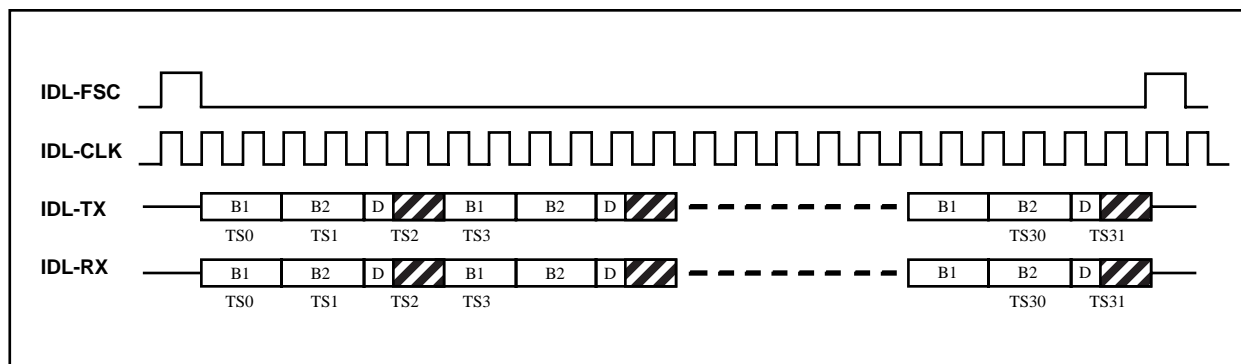 IDL-FSC
IDL-CLK
IDL-TX B1 B2 D B1 B2 D B1 B2 D
TS0 TS1 TS2 TS3 TS30 TS31
IDL-RX B1 B2 D B1 B2 D B1 B2 D
TS0 TS1 TS2 TS3 TS30 TS31